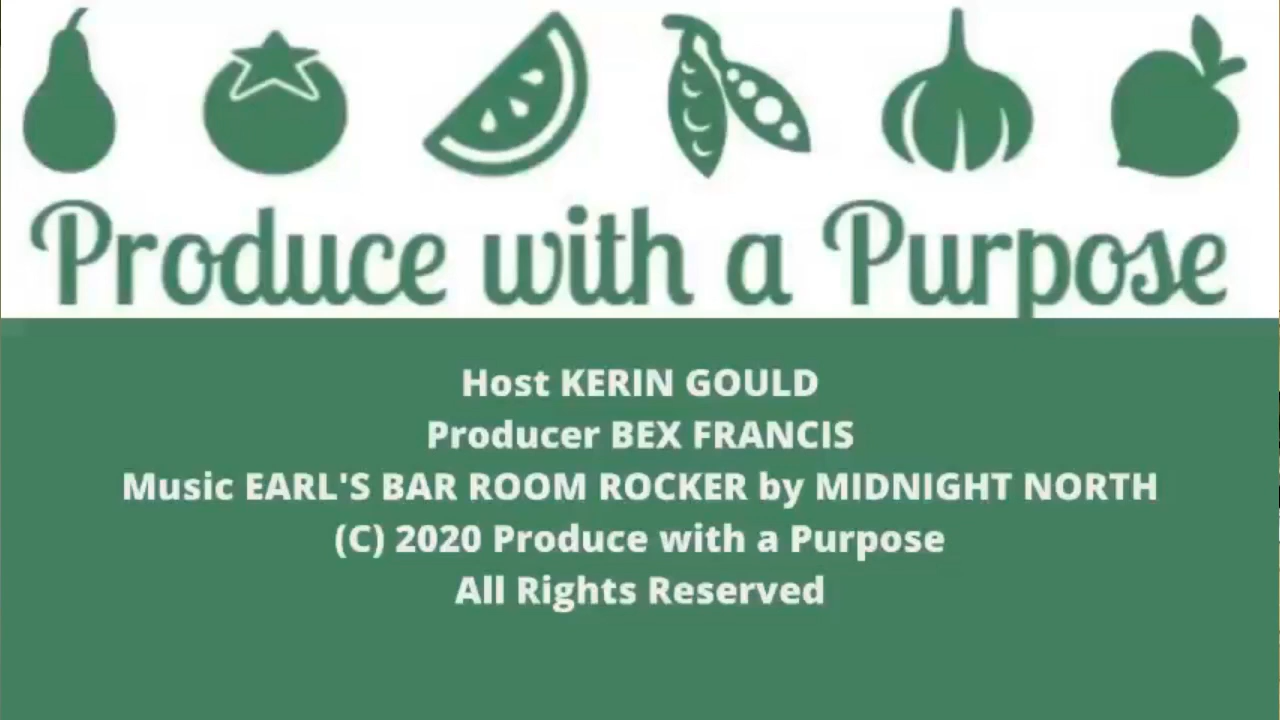 Produce with a Purpose
Host KERIN GOULD
Producer BEX FRANCIS
Music EARL'S BAR ROOM ROCKER by MIDNIGHT NORTH
(C) 2020 Produce with a Purpose
All Rights Reserved